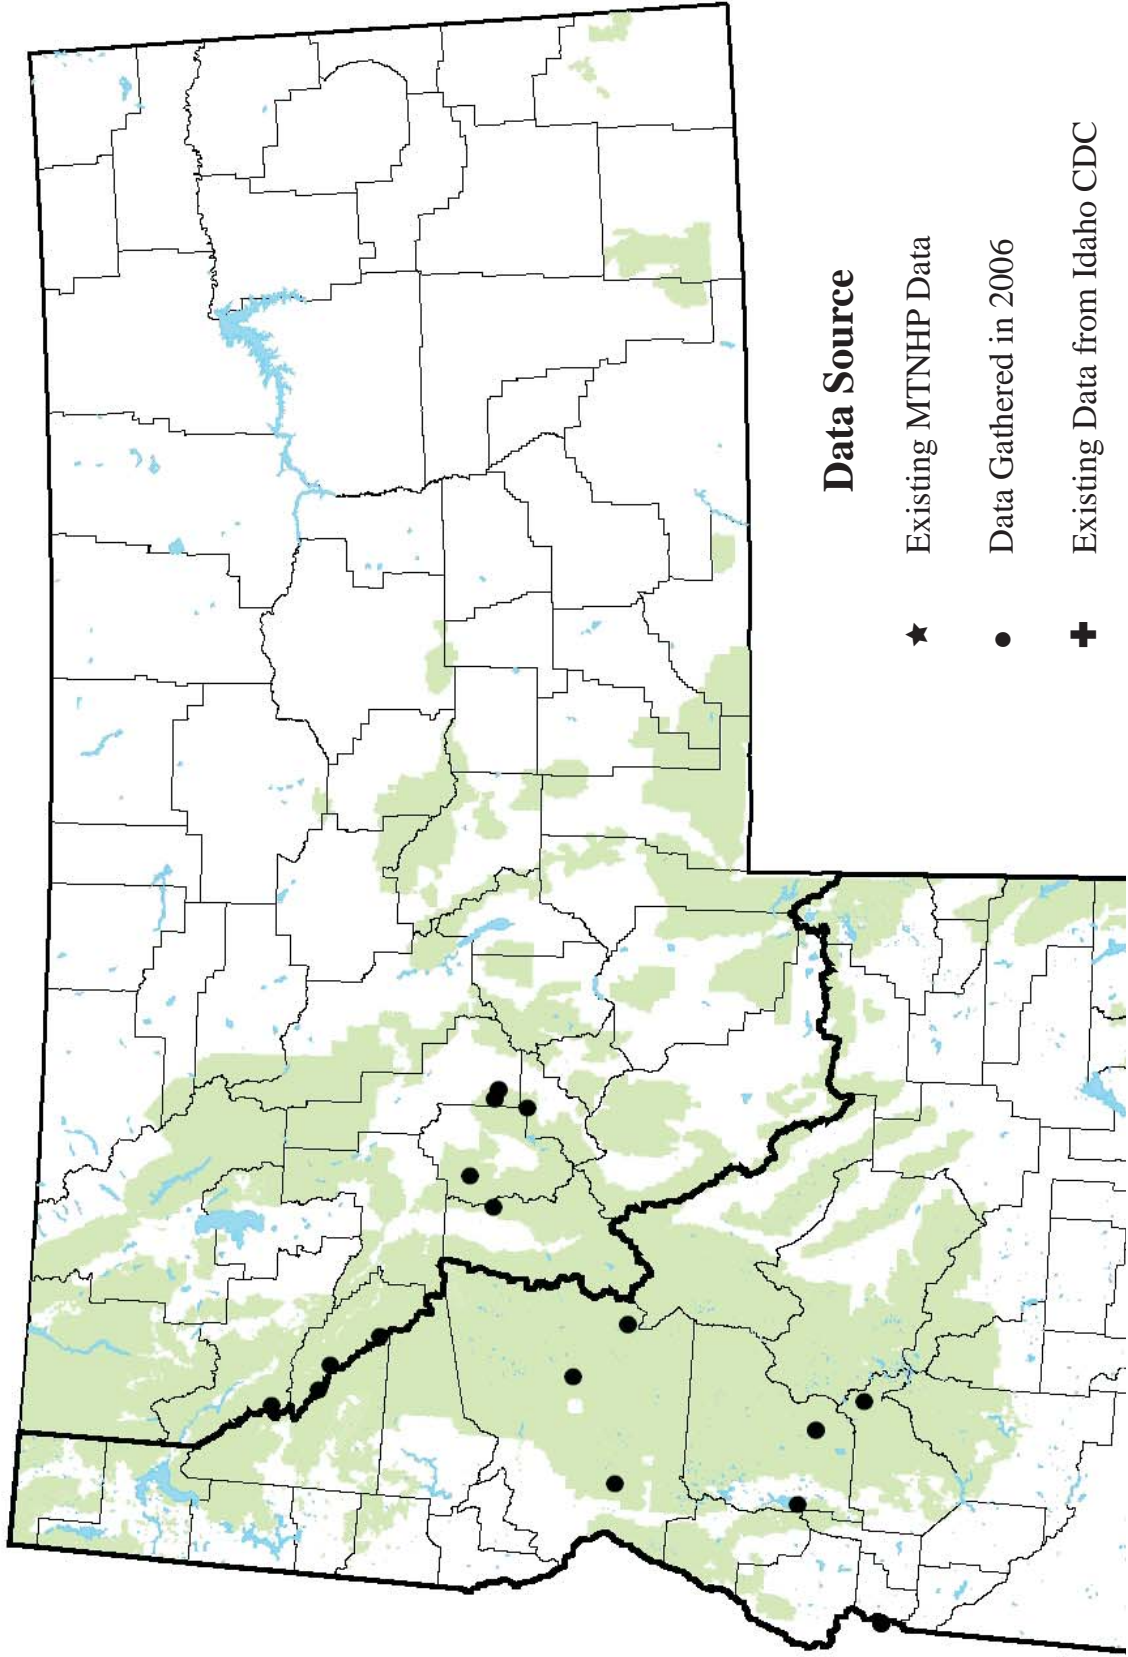 Data Source
Existing MTNHP Data
Data Gathered in 2006
Existing Data from Idaho CDC